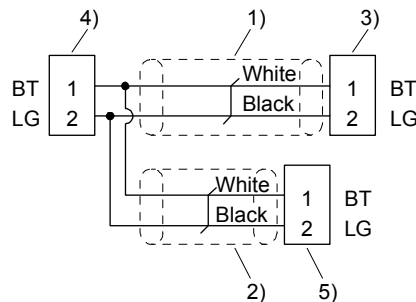 4) 1) 3)
BT 1 White 1 BT
LG 2 Black 2 LG
White 1 BT
Black 2 LG
2) 5)